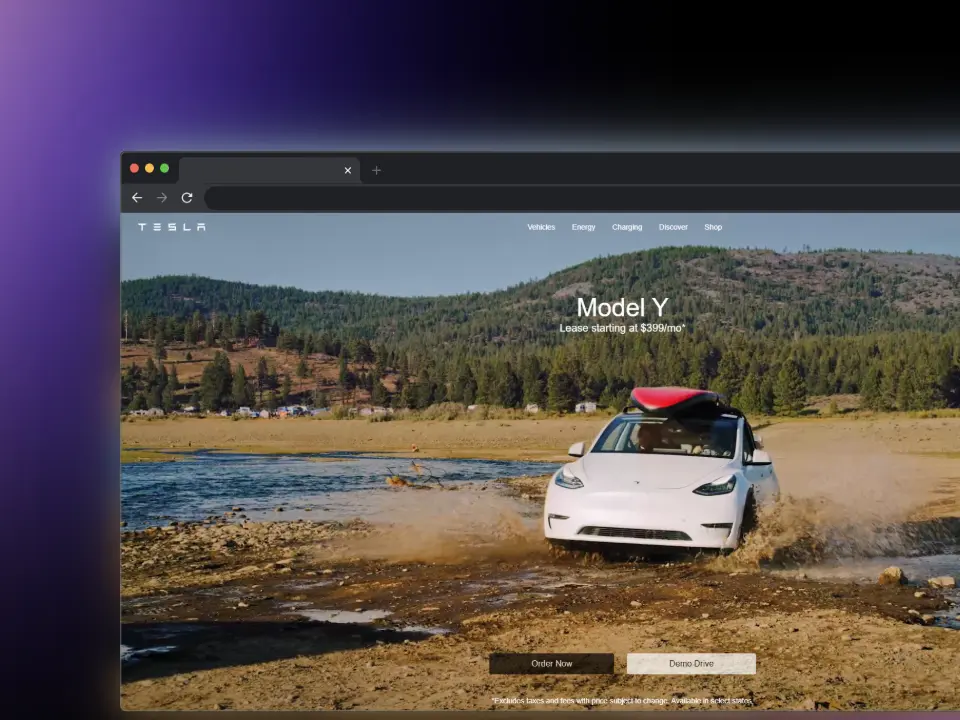 TESLA
Vehicles Energy Charging Discover Shop
Model Y
Lease starting at $399/mo*
Order Now Demo Drive
*Excludes taxes and fees with price subject to change. Available in select states.